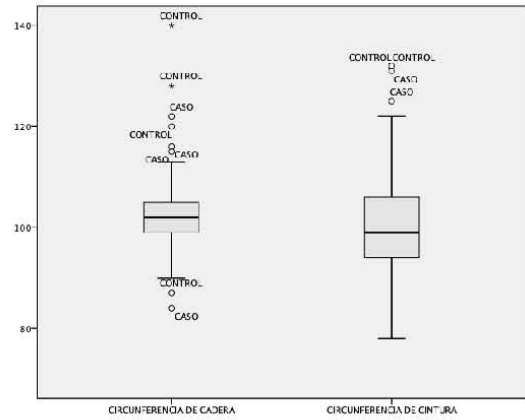 140
CONTROL
CONTROL
CONTROL CONTROL
CASO
CASO
CASO
120
CONTROL
CASO
CASO
100
CONTROL
CASO
80
CIRCUNFERENCIA DE CADERA
CIRCUNFERENCIA DE CINTURA